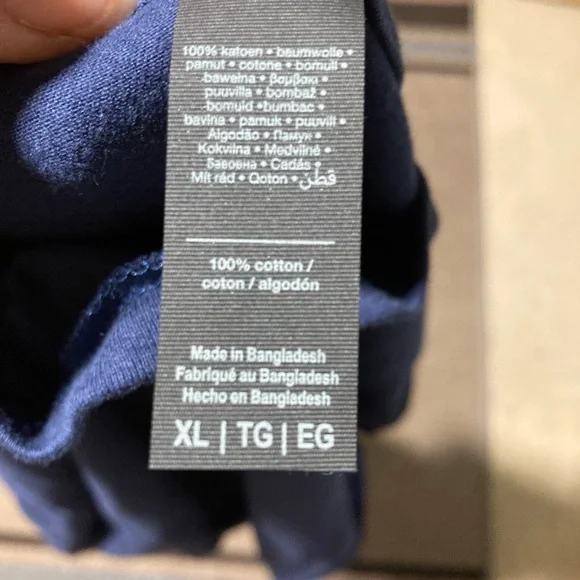 100% katoen • baumwolle •
pamut • cotone • bomull •
bawełna • βαμβάκι •
puuvilla • bombaž •
bomuld •bumbac •
bavlna • pamuk • puuvill •
Algodão • Памук •
Kokvilna • Medvilnė •
Бавовна • Cadás •
Mít rád • Qoton • قطن
100% cotton /
coton / algodón
Made in Bangladesh
Fabriqué au Bangladesh
Hecho en Bangladesh
XL | TG | EG